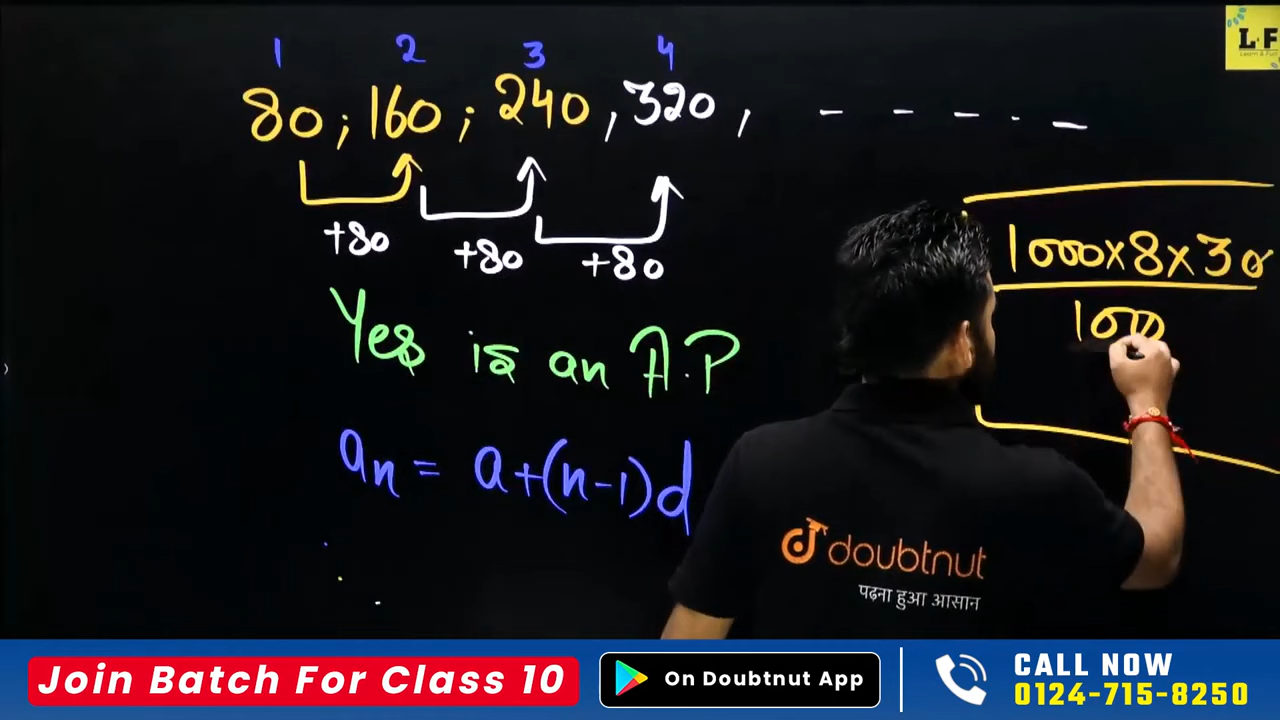 1 2 3 4
80; 160; 240, 320, - - - . -
+80 +80 +80
Yes is an A.P
an = a+(n-1)d
1000×8×30
100
L F
doubtnut
पढ़ना हुआ आसान
Join Batch For Class 10
On Doubtnut App
CALL NOW
0124-715-8250